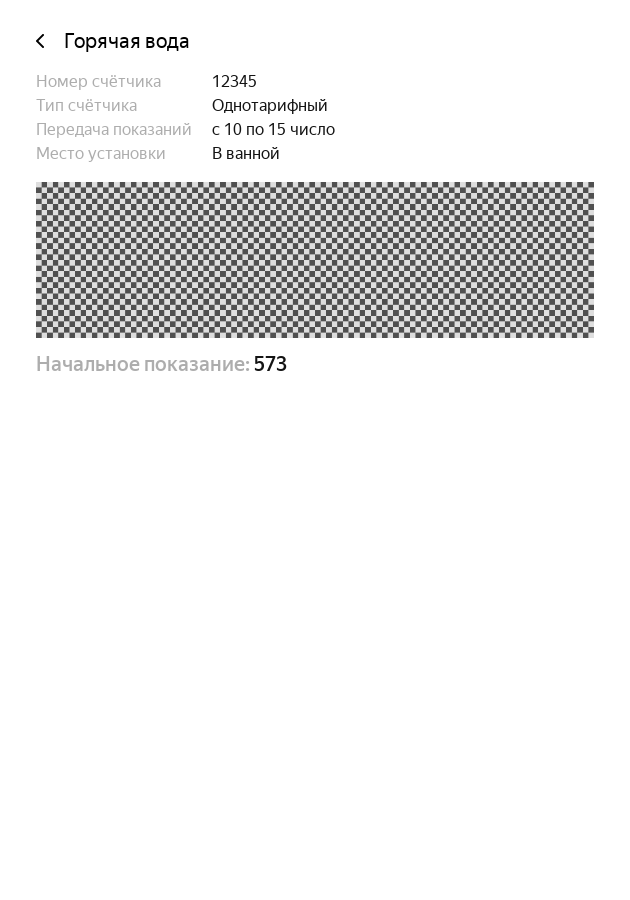 Горячая вода
Номер счётчика 12345
Тип счётчика Однотарифный
Передача показаний с 10 по 15 число
Место установки В ванной
Начальное показание: 573